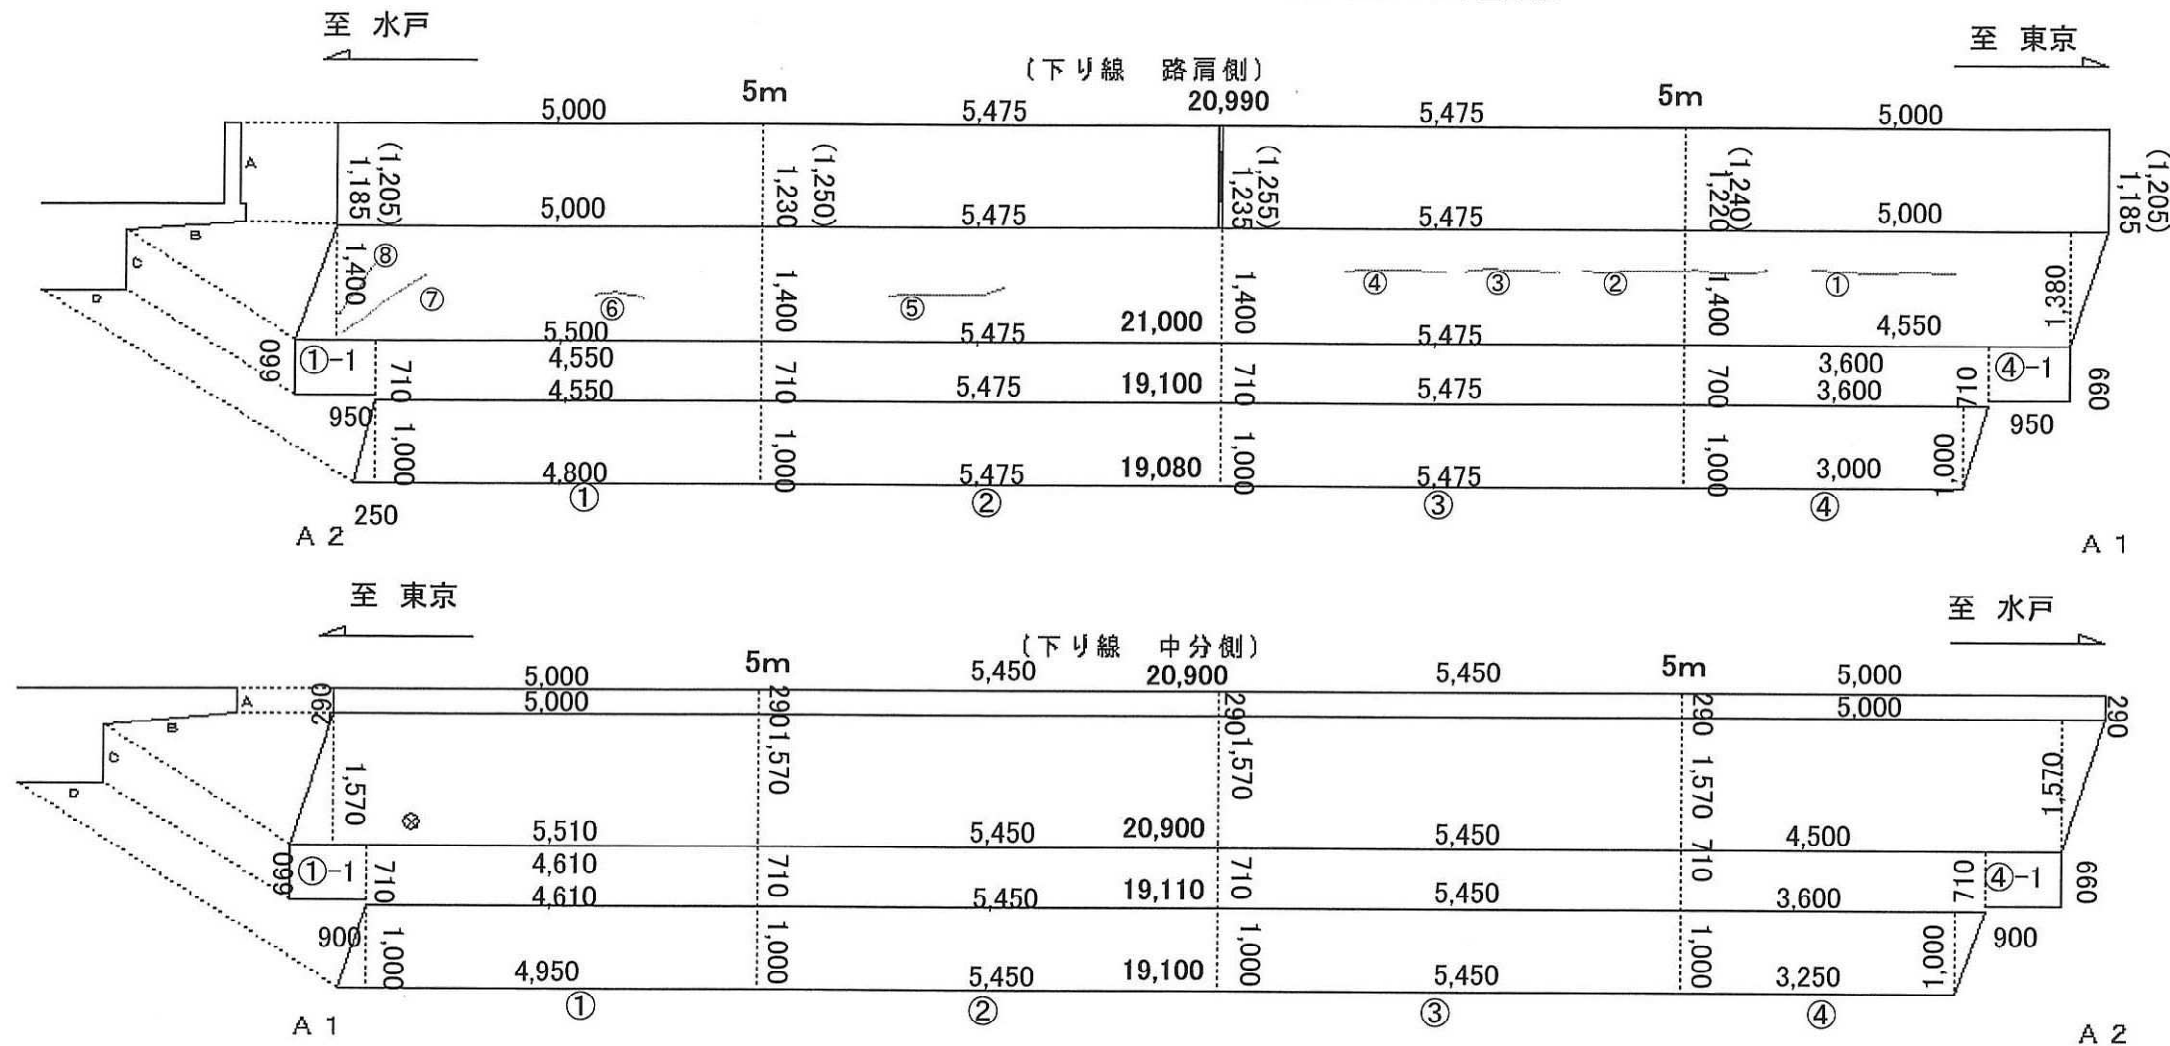 至 水戸
至 東京
(下り線 路肩側)
5,000 5m 5,475 20,990 5,475 5m 5,000
A
(1,205) 1,185 (1,250) 1,230 (1,255) 1,235 (1,240) 1,220 (1,205) 1,185
5,000 5,475 5,475 5,000
B
C
D
1,400 ⑧ ⑦ ⑥ 1,400 ⑤ 1,400 ④ ③ ② 1,400 ① 1,380
5,500 5,475 21,000 5,475 4,550
660 ①-1 4,550 3,600 ④-1 660
710 710 710 700 710
4,550 5,475 19,100 5,475 3,600
950 950
1,000 1,000 1,000 1,000 1,000
4,800 5,475 19,080 5,475 3,000
① ② ③ ④
250
A 2
A 1
至 東京
至 水戸
(下り線 中分側)
5,000 5m 5,450 20,900 5,450 5m 5,000
A
290 290 290 290
5,000 5,000
B
C
D
1,570 1,570 1,570 1,570 1,570
5,510 5,450 20,900 5,450 4,500
①-1 4,610 ④-1 660
710 710 710 710 710
4,610 5,450 19,110 5,450 3,600
900 900
1,000 1,000 1,000 1,000 1,000
4,950 5,450 19,100 5,450 3,250
① ② ③ ④
A 1
A 2